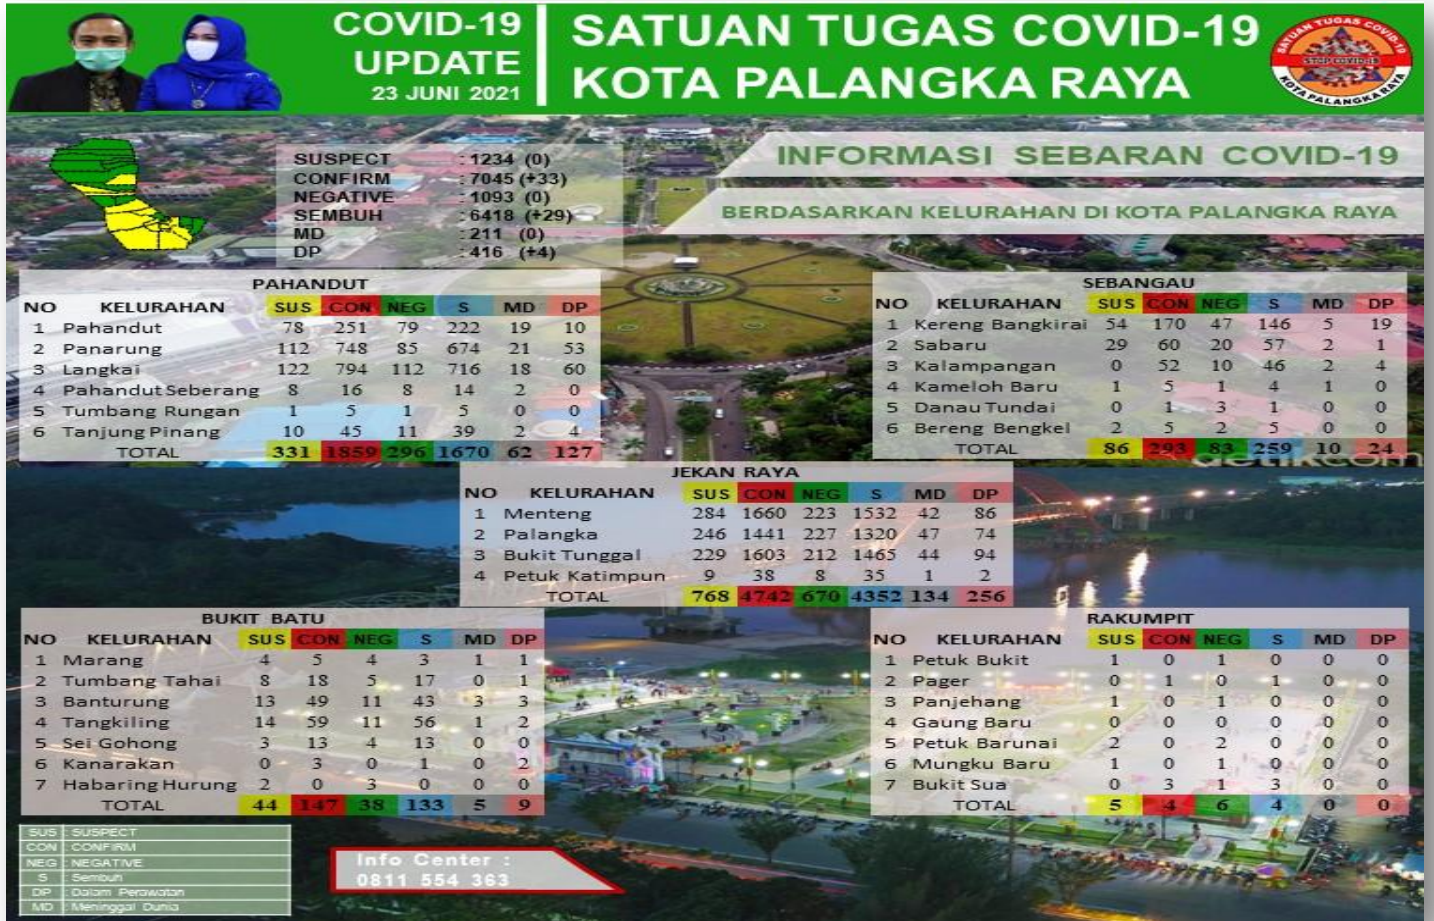 COVID-19
UPDATE
23 JUNI 2021
SATUAN TUGAS COVID-19
KOTA PALANGKA RAYA
SATUAN TUGAS COVID-19
STOP COVID-19
KOTA PALANGKA RAYA
SUSPECT : 1234 (0)
CONFIRM : 7045 (+33)
NEGATIVE : 1093 (0)
SEMBUH : 6418 (+29)
MD : 211 (0)
DP : 416 (+4)
INFORMASI SEBARAN COVID-19
BERDASARKAN KELURAHAN DI KOTA PALANGKA RAYA
PAHANDUT
NO KELURAHAN SUS CON NEG S MD DP
1 Pahandut 78 251 79 222 19 10
2 Panarung 112 748 85 674 21 53
3 Langkai 122 794 112 716 18 60
4 Pahandut Seberang 8 16 8 14 2 0
5 Tumbang Rungan 1 5 1 5 0 0
6 Tanjung Pinang 10 45 11 39 2 4
TOTAL 331 1859 296 1670 62 127
SEBANGAU
NO KELURAHAN SUS CON NEG S MD DP
1 Kereng Bangkirai 54 170 47 146 5 19
2 Sabaru 29 60 20 57 2 1
3 Kalampangan 0 52 10 46 2 4
4 Kameloh Baru 1 5 1 4 1 0
5 Danau Tundai 0 1 3 1 0 0
6 Bereng Bengkel 2 5 2 5 0 0
TOTAL 86 293 83 259 10 24
detikcom
JEKAN RAYA
NO KELURAHAN SUS CON NEG S MD DP
1 Menteng 284 1660 223 1532 42 86
2 Palangka 246 1441 227 1320 47 74
3 Bukit Tunggal 229 1603 212 1465 44 94
4 Petuk Katimpun 9 38 8 35 1 2
TOTAL 768 4742 670 4352 134 256
BUKIT BATU
NO KELURAHAN SUS CON NEG S MD DP
1 Marang 4 5 4 3 1 1
2 Tumbang Tahai 8 18 5 17 0 1
3 Banturung 13 49 11 43 3 3
4 Tangkiling 14 59 11 56 1 2
5 Sei Gohong 3 13 4 13 0 0
6 Kanarakan 0 3 0 1 0 2
7 Habaring Hurung 2 0 3 0 0 0
TOTAL 44 147 38 133 5 9
RAKUMPIT
NO KELURAHAN SUS CON NEG S MD DP
1 Petuk Bukit 1 0 1 0 0 0
2 Pager 0 1 0 1 0 0
3 Panjehang 1 0 1 0 0 0
4 Gaung Baru 0 0 0 0 0 0
5 Petuk Barunai 2 0 2 0 0 0
6 Mungku Baru 1 0 1 0 0 0
7 Bukit Sua 0 3 1 3 0 0
TOTAL 5 4 6 4 0 0
SUS : SUSPECT
CON : CONFIRM
NEG : NEGATIVE
S : Sembuh
DP : Dalam Perawatan
MD : Meninggal Dunia
Info Center :
0811 554 363